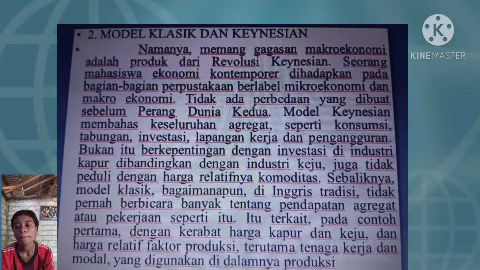 2. MODEL KLASIK DAN KEYNESIAN
Namanya, memang gagasan makroekonomi
adalah produk dari Revolusi Keynesian. Seorang
mahasiswa ekonomi kontemporer dihadapkan pada
bagian-bagian perpustakaan berlabel mikroekonomi dan
makro ekonomi. Tidak ada perbedaan yang dibuat
sebelum Perang Dunia Kedua. Model Keynesian
membahas keseluruhan agregat, seperti konsumsi,
tabungan, investasi, lapangan kerja dan pengangguran.
Bukan itu berkepentingan dengan investasi di industri
kapur dibandingkan dengan industri keju, juga tidak
peduli dengan harga relatifnya komoditas. Sebaliknya,
model klasik, bagaimanapun, di Inggris tradisi, tidak
pernah berbicara banyak tentang pendapatan agregat
atau pekerjaan seperti itu. Itu terkait, pada contoh
pertama, dengan kerabat harga kapur dan keju, dan
harga relatif faktor produksi, terutama tenaga kerja dan
modal, yang digunakan di dalamnya produksi
KINEMASTER